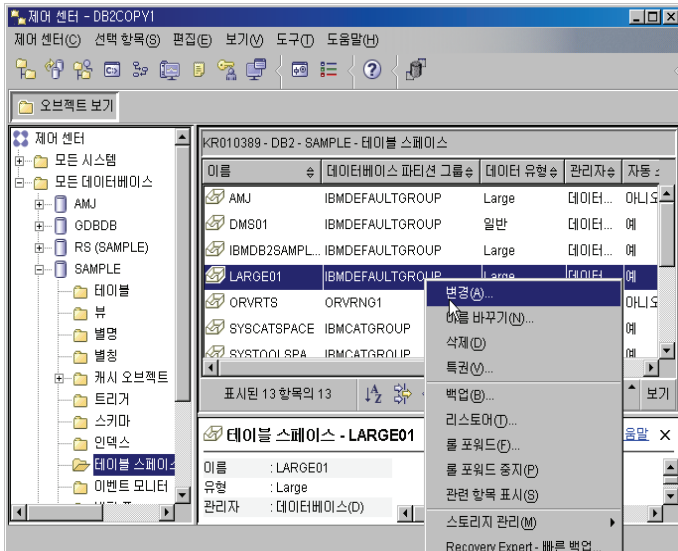 제어 센터 - DB2COPY1
제어 센터(C) 선택 항목(S) 편집(E) 보기(V) 도구(T) 도움말(H)
오브젝트 보기
제어 센터
모든 시스템
모든 데이터베이스
AMJ
GDBDB
RS (SAMPLE)
SAMPLE
테이블
뷰
별명
별칭
캐시 오브젝트
트리거
스키마
인덱스
테이블 스페이스
이벤트 모니터
KR010389 - DB2 - SAMPLE - 테이블 스페이스
이름 데이터베이스 파티션 그룹 데이터 유형 관리자 자동
AMJ IBMDEFAULTGROUP Large 데이터... 아니오
DMS01 IBMDEFAULTGROUP 일반 데이터... 예
IBMDB2SAMPL... IBMDEFAULTGROUP Large 데이터... 예
LARGE01 IBMDEFAULTGROUP Large 데이터 예
ORVRTS ORVRNG1 아니오
SYSCATSPACE IBMCATGROUP 예
SYSTOOLSPA IBMCATGROUP 예
표시된 13 항목의 13 보기
테이블 스페이스 - LARGE01 도움말
이름 : LARGE01
유형 : Large
관리자 : 데이터베이스(D)
변경(A)...
이름 바꾸기(N)...
삭제(D)
특권(V)...
백업(B)...
리스토어(T)...
롤 포워드(F)...
롤 포워드 중지(P)
관련 항목 표시(S)
스토리지 관리(M)
Recovery Expert - 빠른 백업